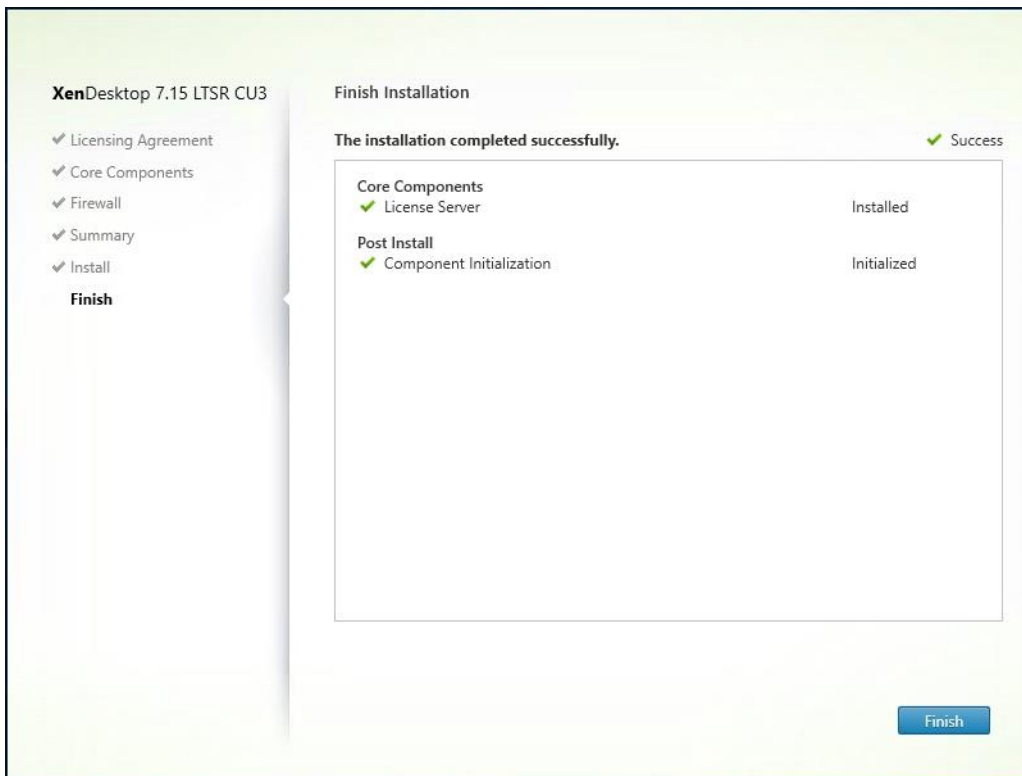 XenDesktop 7.15 LTSR CU3
Licensing Agreement
Core Components
Firewall
Summary
Install
Finish
Finish Installation
The installation completed successfully.
Success
Core Components
License Server Installed
Post Install
Component Initialization Initialized
Finish